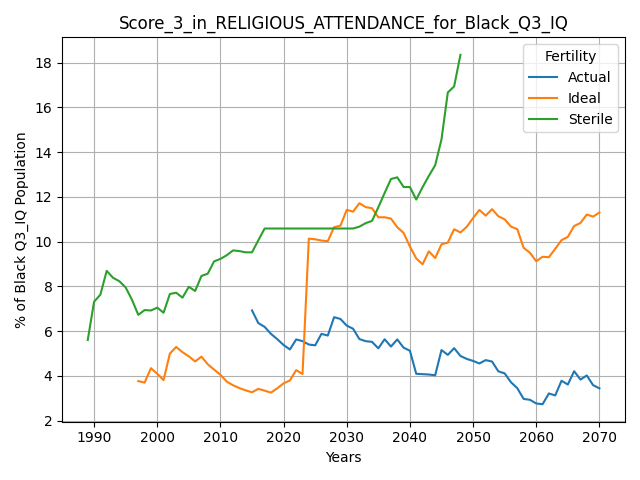 Score_3_in_RELIGIOUS_ATTENDANCE_for_Black_Q3_IQ
% of Black Q3_IQ Population
18
16
14
12
10
8
6
4
2
Fertility
Actual
Ideal
Sterile
1990 2000 2010 2020 2030 2040 2050 2060 2070
Years